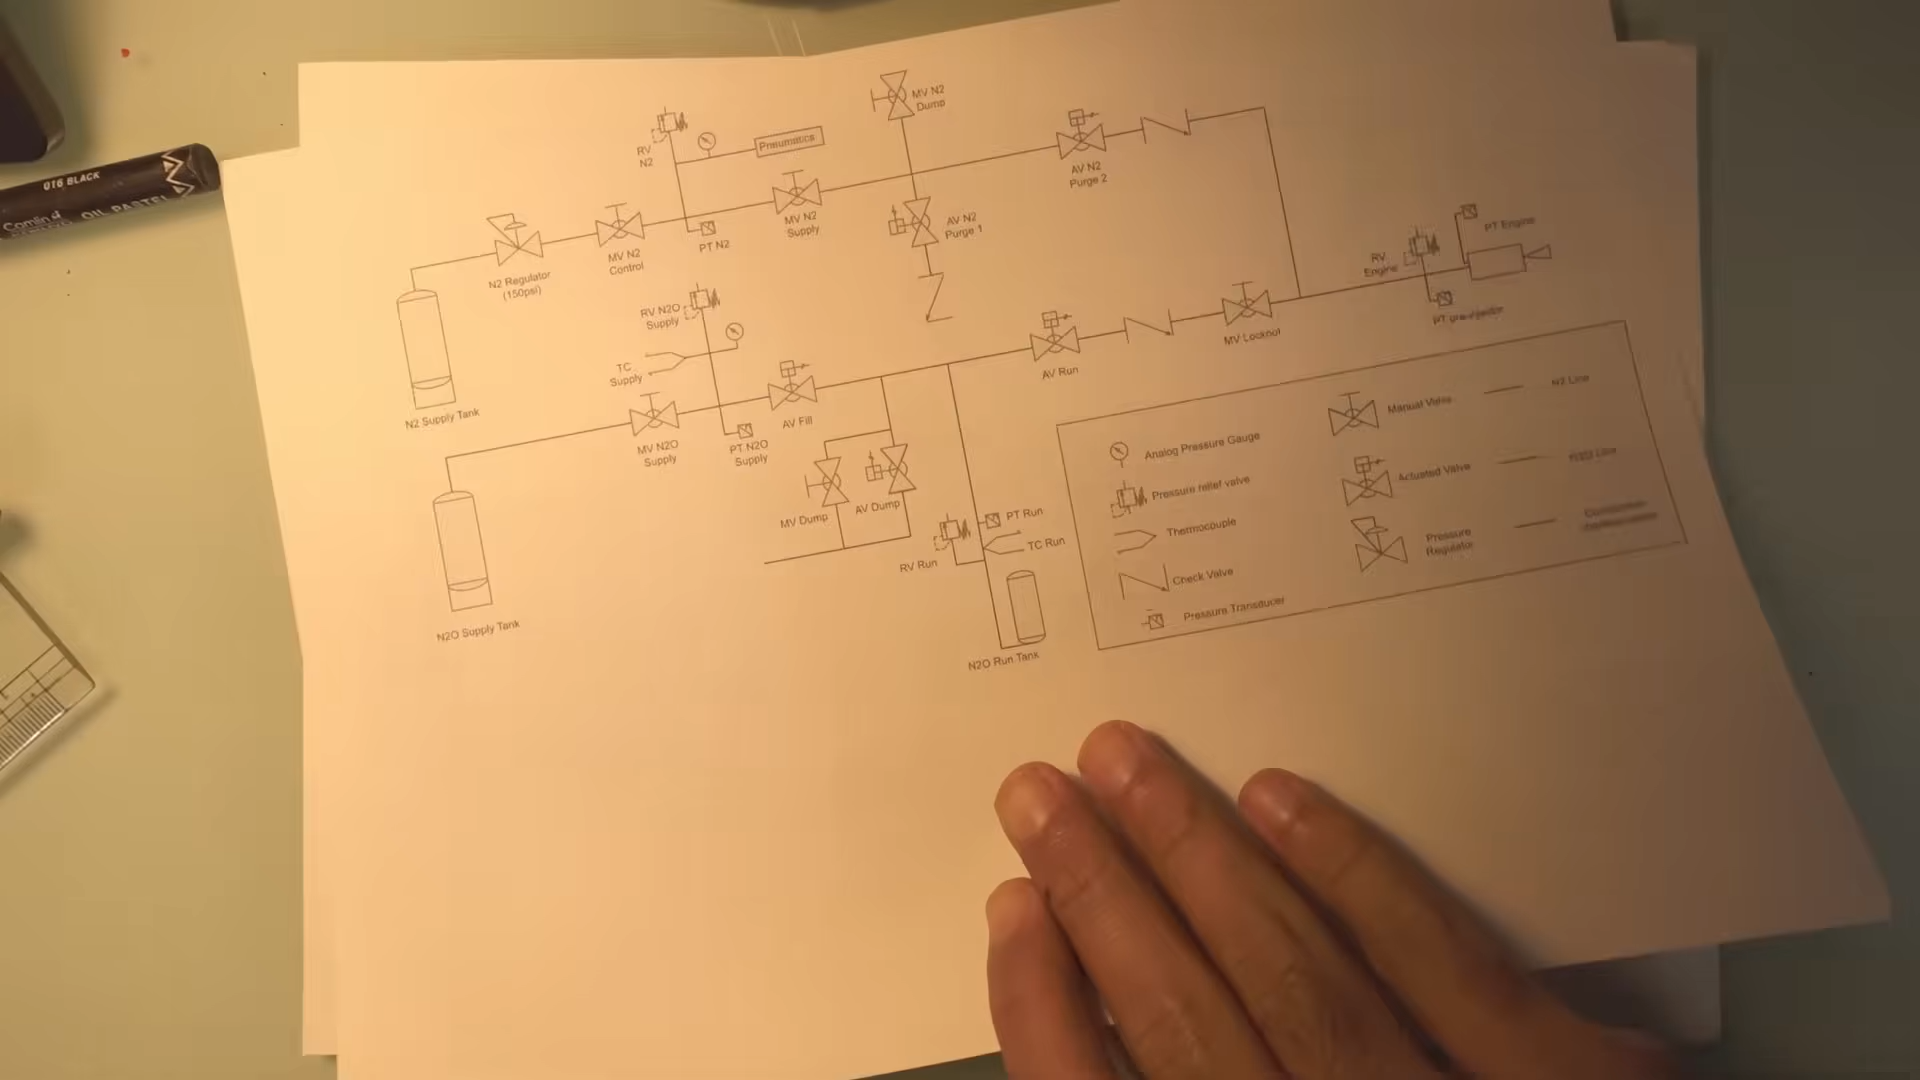 016 BLACK
Camlin
OIL PASTEL
MV N2
Dump
RV
N2
Pneumatics
AV N2
Purge 2
MV N2
Supply
AV N2
Purge 1
PT N2
MV N2
Control
N2 Regulator
(150psi)
N2 Supply Tank
PT Engine
RV
Engine
RV N2O
Supply
TC
Supply
MV Lockout
AV Run
AV Fill
MV N2O
Supply
PT N2O
Supply
MV Dump
AV Dump
PT Run
TC Run
RV Run
N2O Supply Tank
N2O Run Tank
Analog Pressure Gauge
Pressure relief valve
Thermocouple
Check Valve
Pressure Transducer
Manual Valve
Actuated Valve
Pressure
Regulator
N2 Line
Line